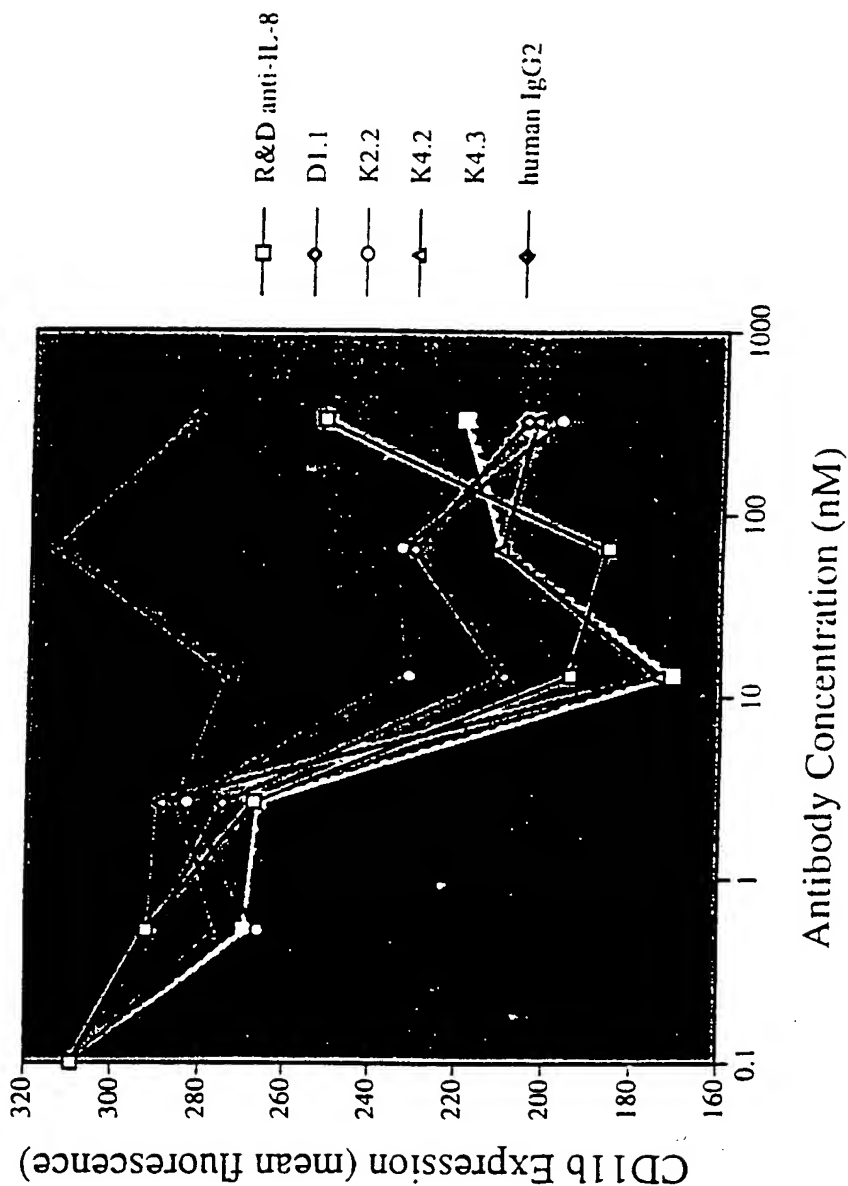 CD11b Expression (mean fluorescence)
320
300
280
260
240
220
200
180
160
0.1
1
10
100
1000
Antibody Concentration (nM)
R&D anti-IL-8
D1.1
K2.2
K4.2
K4.3
human IgG2